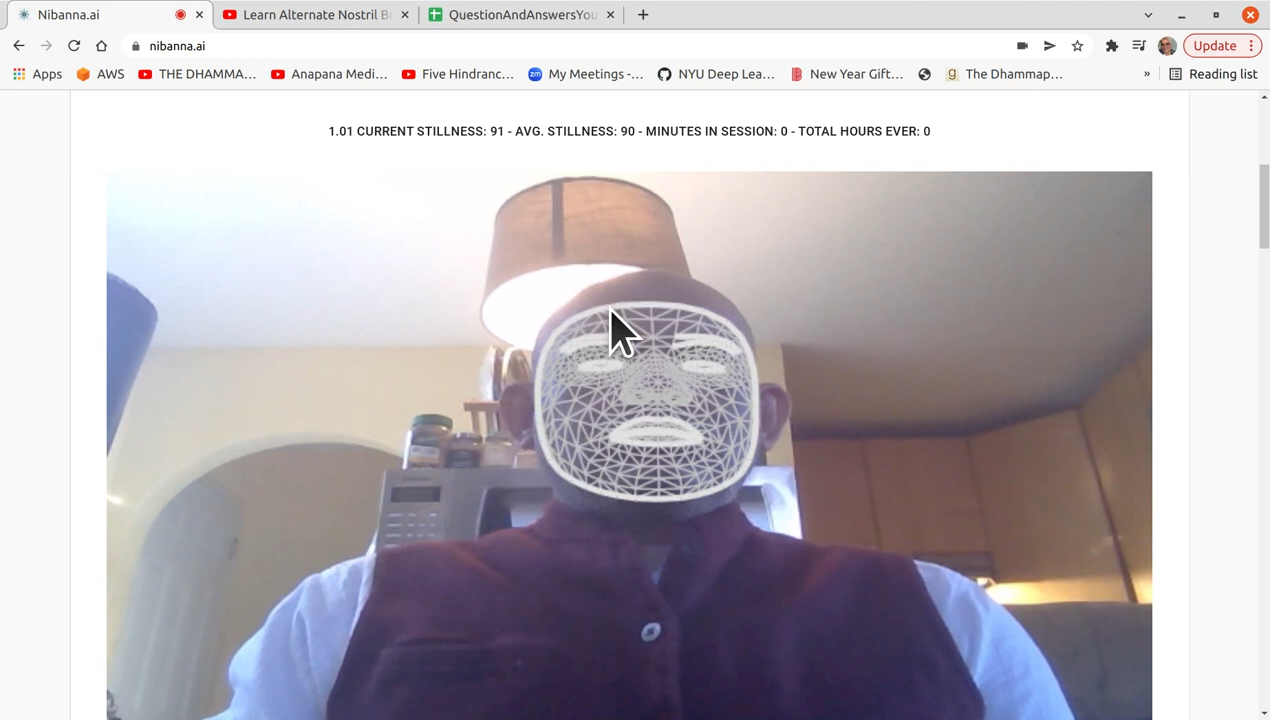 Nibanna.ai
Learn Alternate Nostril Br
QuestionAndAnswersYou
nibanna.ai
Update
Apps
AWS
THE DHAMMA...
Anapana Medi...
Five Hindranc...
zm My Meetings -...
NYU Deep Lea...
New Year Gift...
g The Dhammap...
»
Reading list
1.01 CURRENT STILLNESS: 91 - AVG. STILLNESS: 90 - MINUTES IN SESSION: 0 - TOTAL HOURS EVER: 0